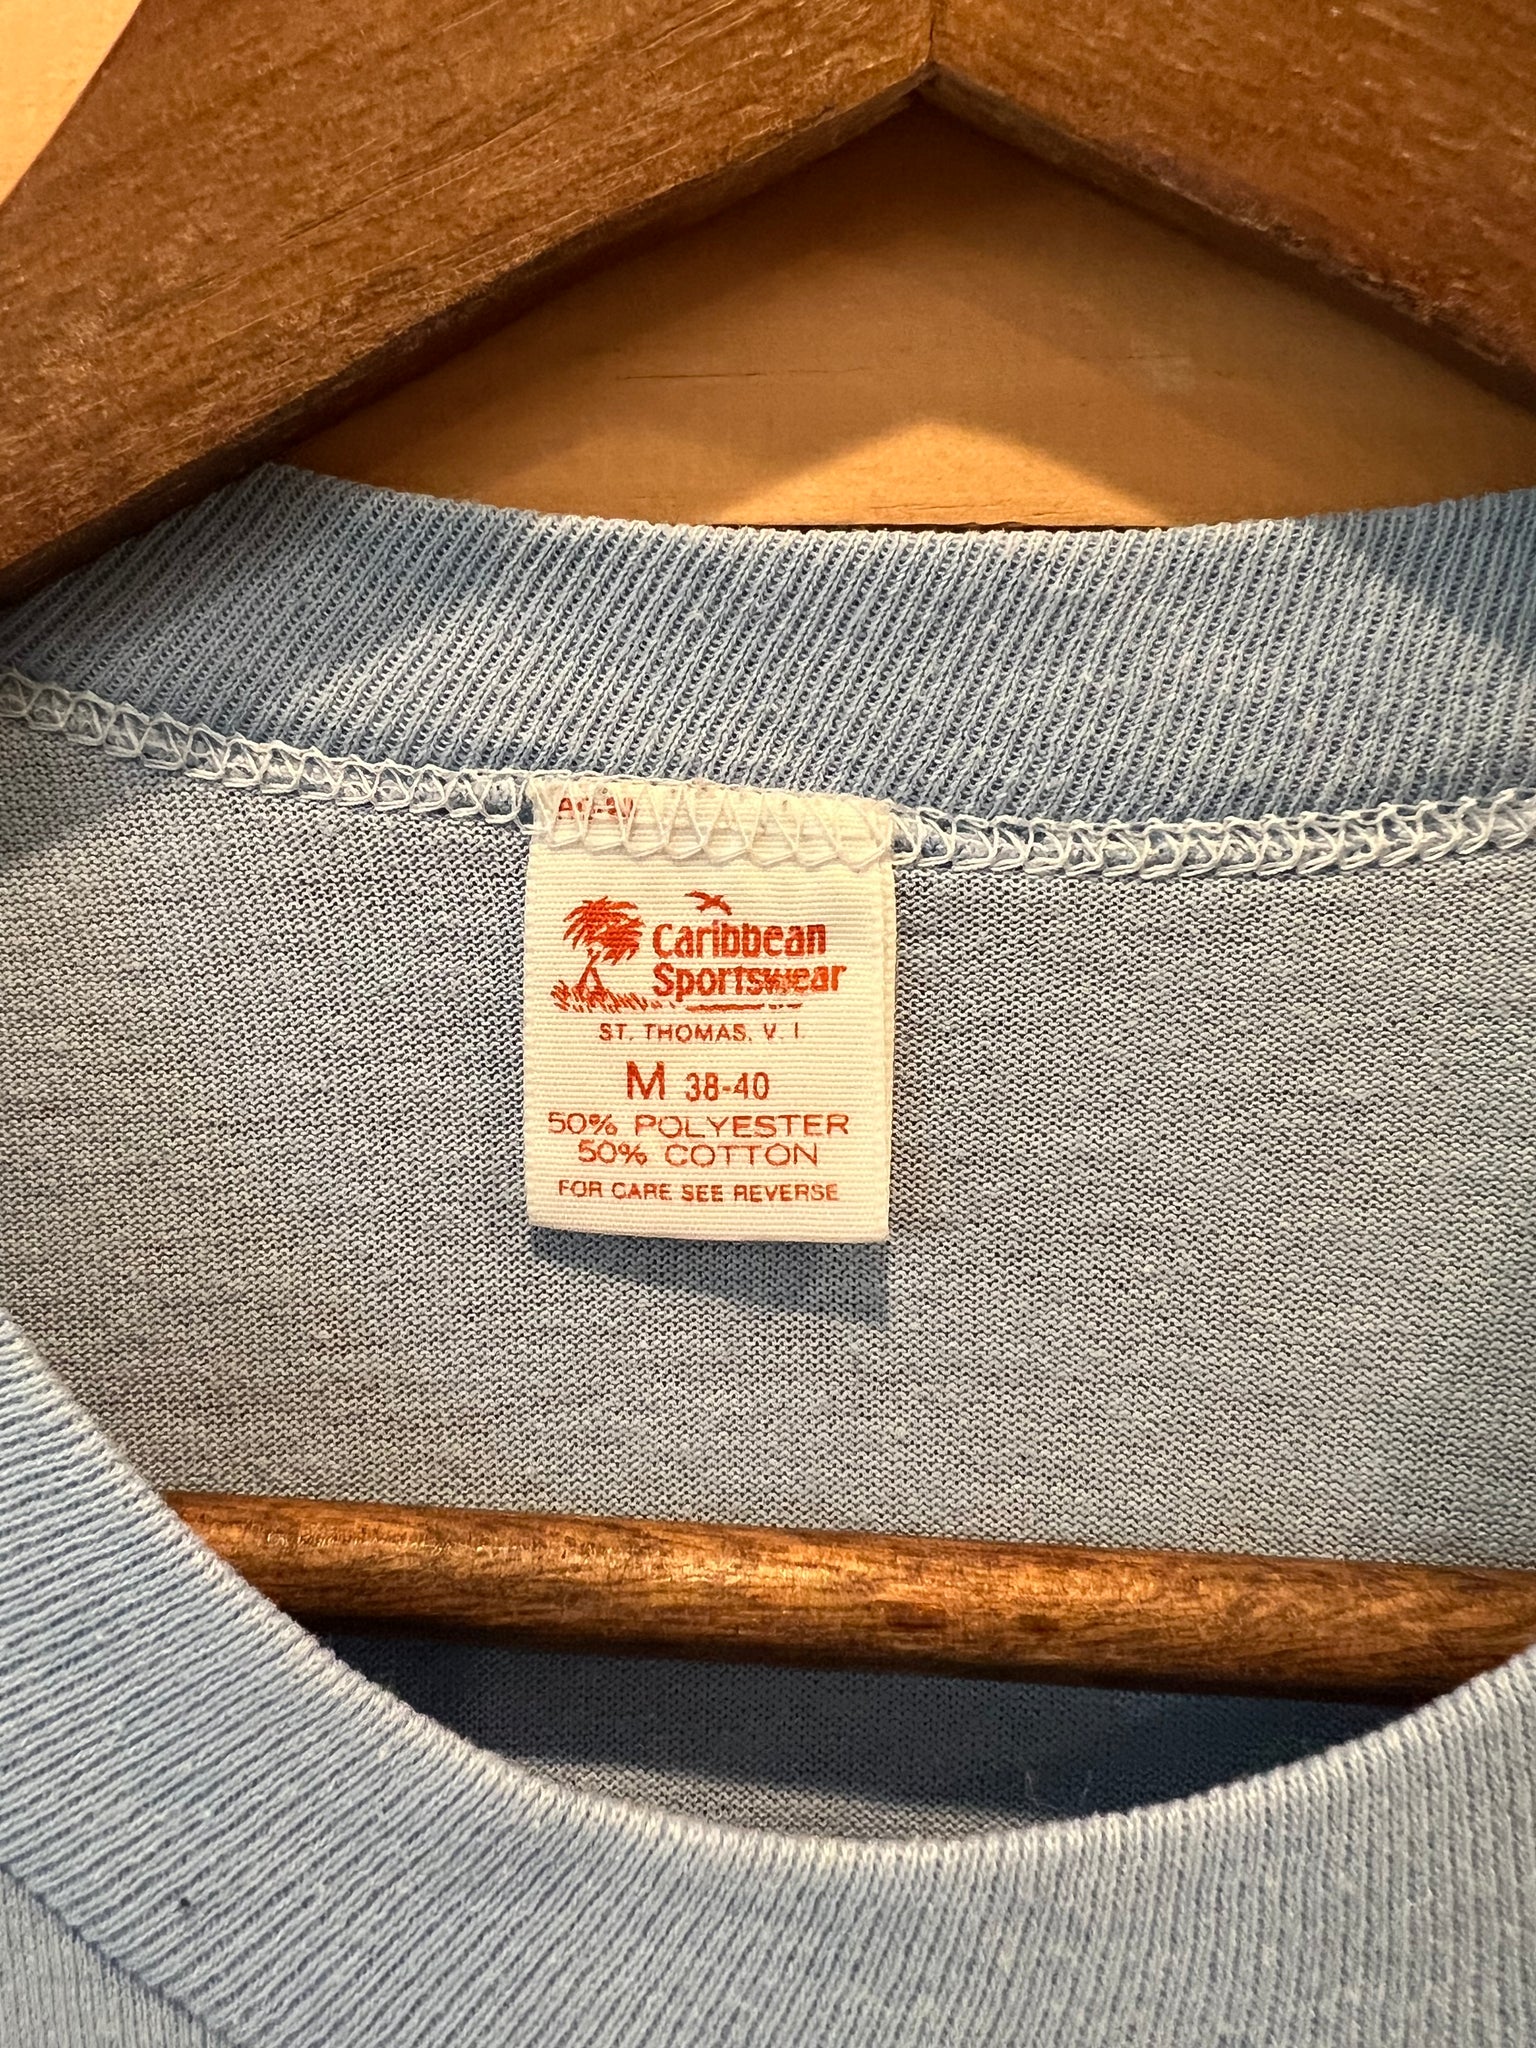 Caribbean
Sportswear
ST. THOMAS, V. I.
M 38-40
50% POLYESTER
50% COTTON
FOR CARE SEE REVERSE